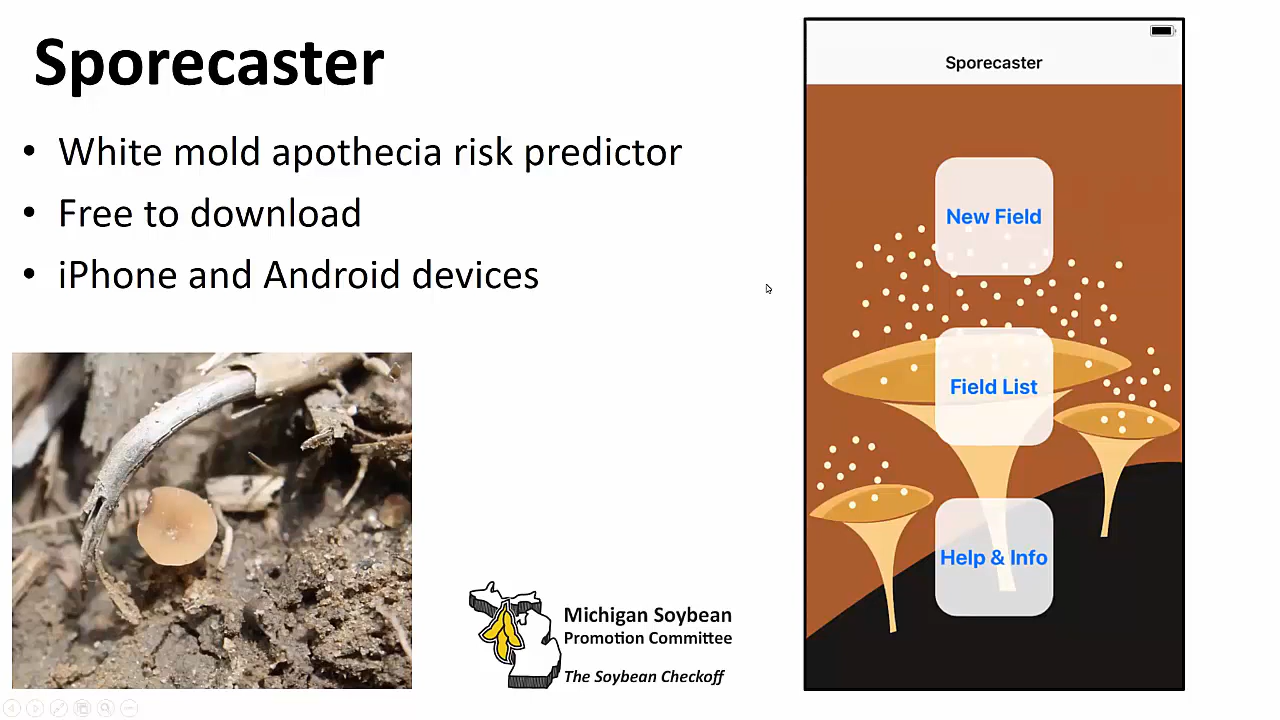 Sporecaster
• White mold apothecia risk predictor
• Free to download
• iPhone and Android devices
Michigan Soybean
Promotion Committee
The Soybean Checkoff
Sporecaster
New Field
Field List
Help & Info